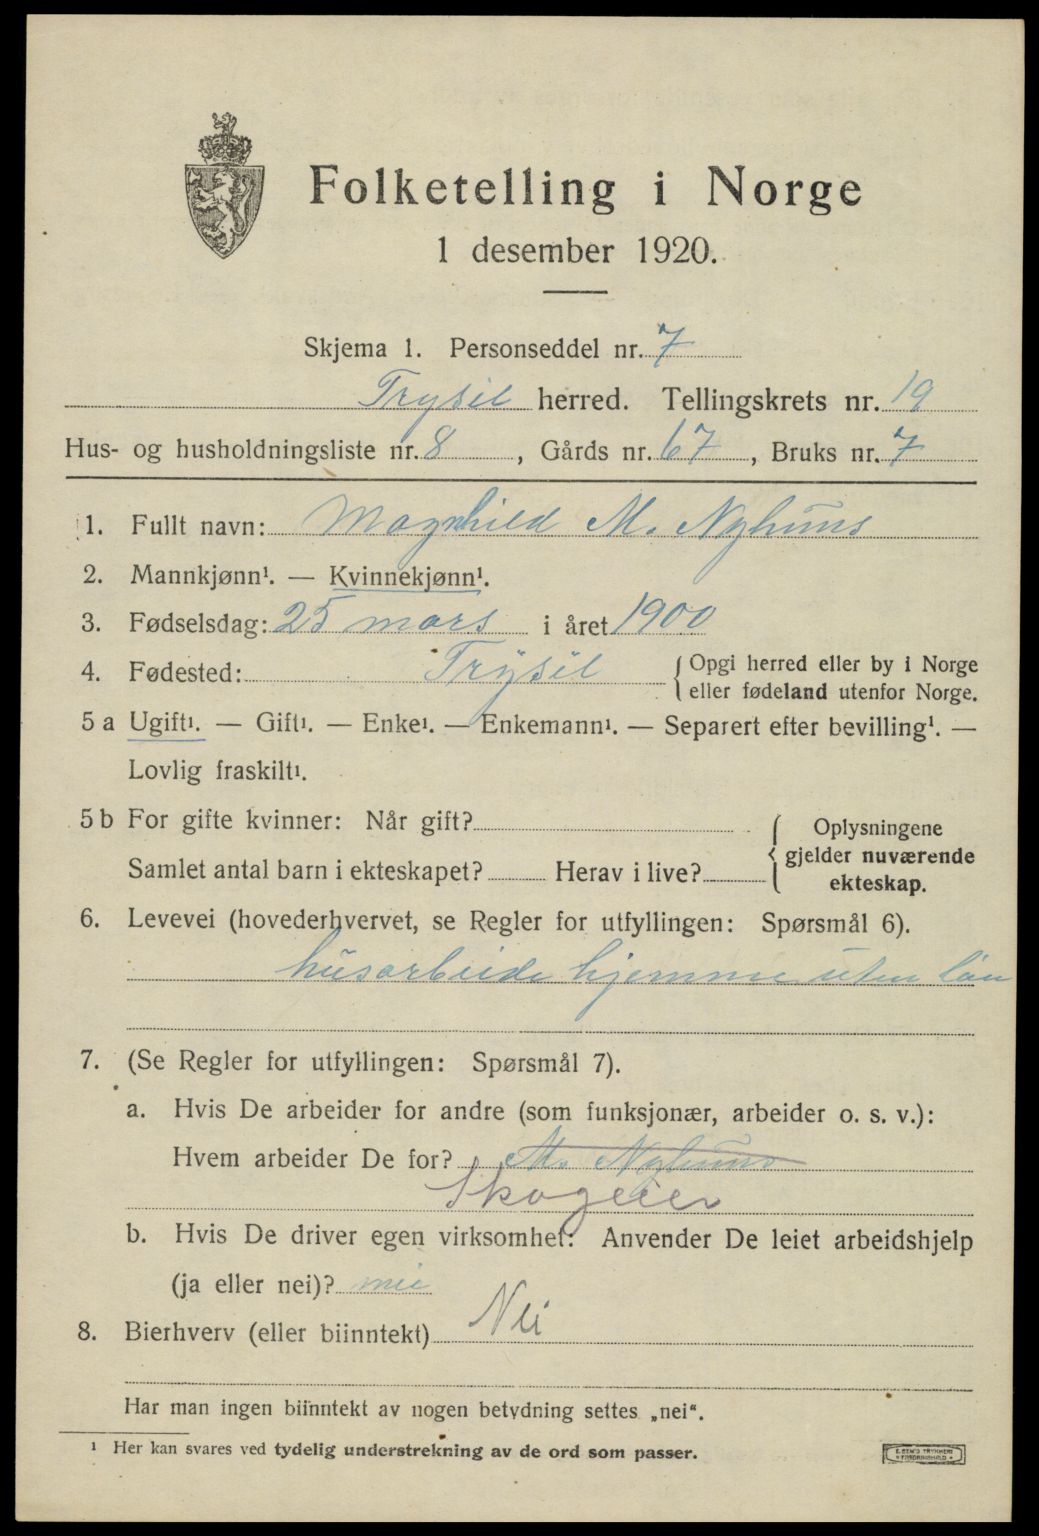 Folketelling i Norge
1 desember 1920.
Skjema 1. Personseddel nr. 7
Trysil herred. Tellingskrets nr. 19
Hus- og husholdningsliste nr. 8, Gårds nr. 67, Bruks nr. 7
1. Fullt navn: Magnhild M. Nyhuus
2. Mannkjønn¹. — Kvinnekjønn¹.
3. Fødselsdag: 25 mars i året 1900
4. Fødested: Trysil { Opgi herred eller by i Norge
eller fødeland utenfor Norge.
5 a Ugift¹. — Gift¹. — Enke¹. — Enkemann¹. — Separert efter bevilling¹. —
Lovlig fraskilt¹.
5 b For gifte kvinner: Når gift? { Oplysningene
gjelder nuværende
Samlet antal barn i ekteskapet? Herav i live?
ekteskap.
6. Levevei (hovederhvervet, se Regler for utfyllingen: Spørsmål 6).
husarbeide hjemme uten løn
7. (Se Regler for utfyllingen: Spørsmål 7).
a. Hvis De arbeider for andre (som funksjonær, arbeider o. s. v.):
Hvem arbeider De for? M. Nyhuus
Skogeier
b. Hvis De driver egen virksomhet: Anvender De leiet arbeidshjelp
(ja eller nei)? nei
8. Bierhverv (eller biinntekt) Nei
Har man ingen biinntekt av nogen betydning settes „nei“.
¹ Her kan svares ved tydelig understrekning av de ord som passer.